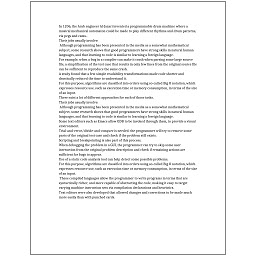 In 1206, the Arab engineer Al-Jazari invented a programmable drum machine where a
musical mechanical automaton could be made to play different rhythms and drum patterns,
via pegs and cams.
Their jobs usually involve:
Although programming has been presented in the media as a somewhat mathematical
subject, some research shows that good programmers have strong skills in natural human
languages, and that learning to code is similar to learning a foreign language.
For example, when a bug in a compiler can make it crash when parsing some large source
file, a simplification of the test case that results in only few lines from the original source file
can be sufficient to reproduce the same crash.
A study found that a few simple readability transformations made code shorter and
drastically reduced the time to understand it.
For this purpose, algorithms are classified into orders using so-called Big O notation, which
expresses resource use, such as execution time or memory consumption, in terms of the size
of an input.
There exist a lot of different approaches for each of those tasks.
Their jobs usually involve:
Although programming has been presented in the media as a somewhat mathematical
subject, some research shows that good programmers have strong skills in natural human
languages, and that learning to code is similar to learning a foreign language.
Some text editors such as Emacs allow GDB to be invoked through them, to provide a visual
environment.
Trial-and-error/divide-and-conquer is needed: the programmer will try to remove some
parts of the original test case and check if the problem still exists.
Scripting and breakpointing is also part of this process.
When debugging the problem in a GUI, the programmer can try to skip some user
interaction from the original problem description and check if remaining actions are
sufficient for bugs to appear.
Use of a static code analysis tool can help detect some possible problems.
For this purpose, algorithms are classified into orders using so-called Big O notation, which
expresses resource use, such as execution time or memory consumption, in terms of the size
of an input.
These compiled languages allow the programmer to write programs in terms that are
syntactically richer, and more capable of abstracting the code, making it easy to target
varying machine instruction sets via compilation declarations and heuristics.
Text editors were also developed that allowed changes and corrections to be made much
more easily than with punched cards.